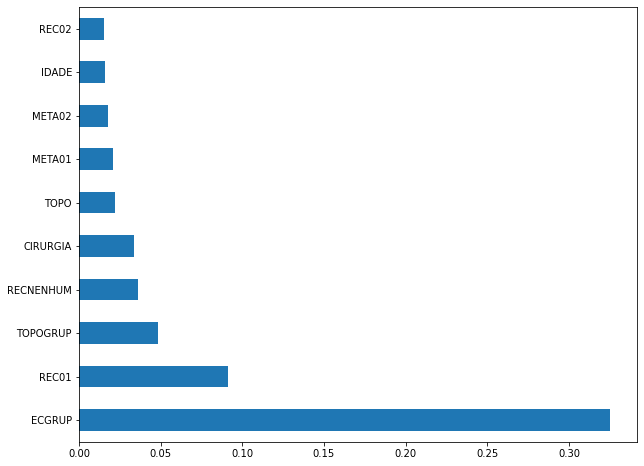 REC02
IDADE
META02
META01
TOPO
CIRURGIA
RECNENHUM
TOPOGRUP
REC01
ECGRUP
0.00 0.05 0.10 0.15 0.20 0.25 0.30